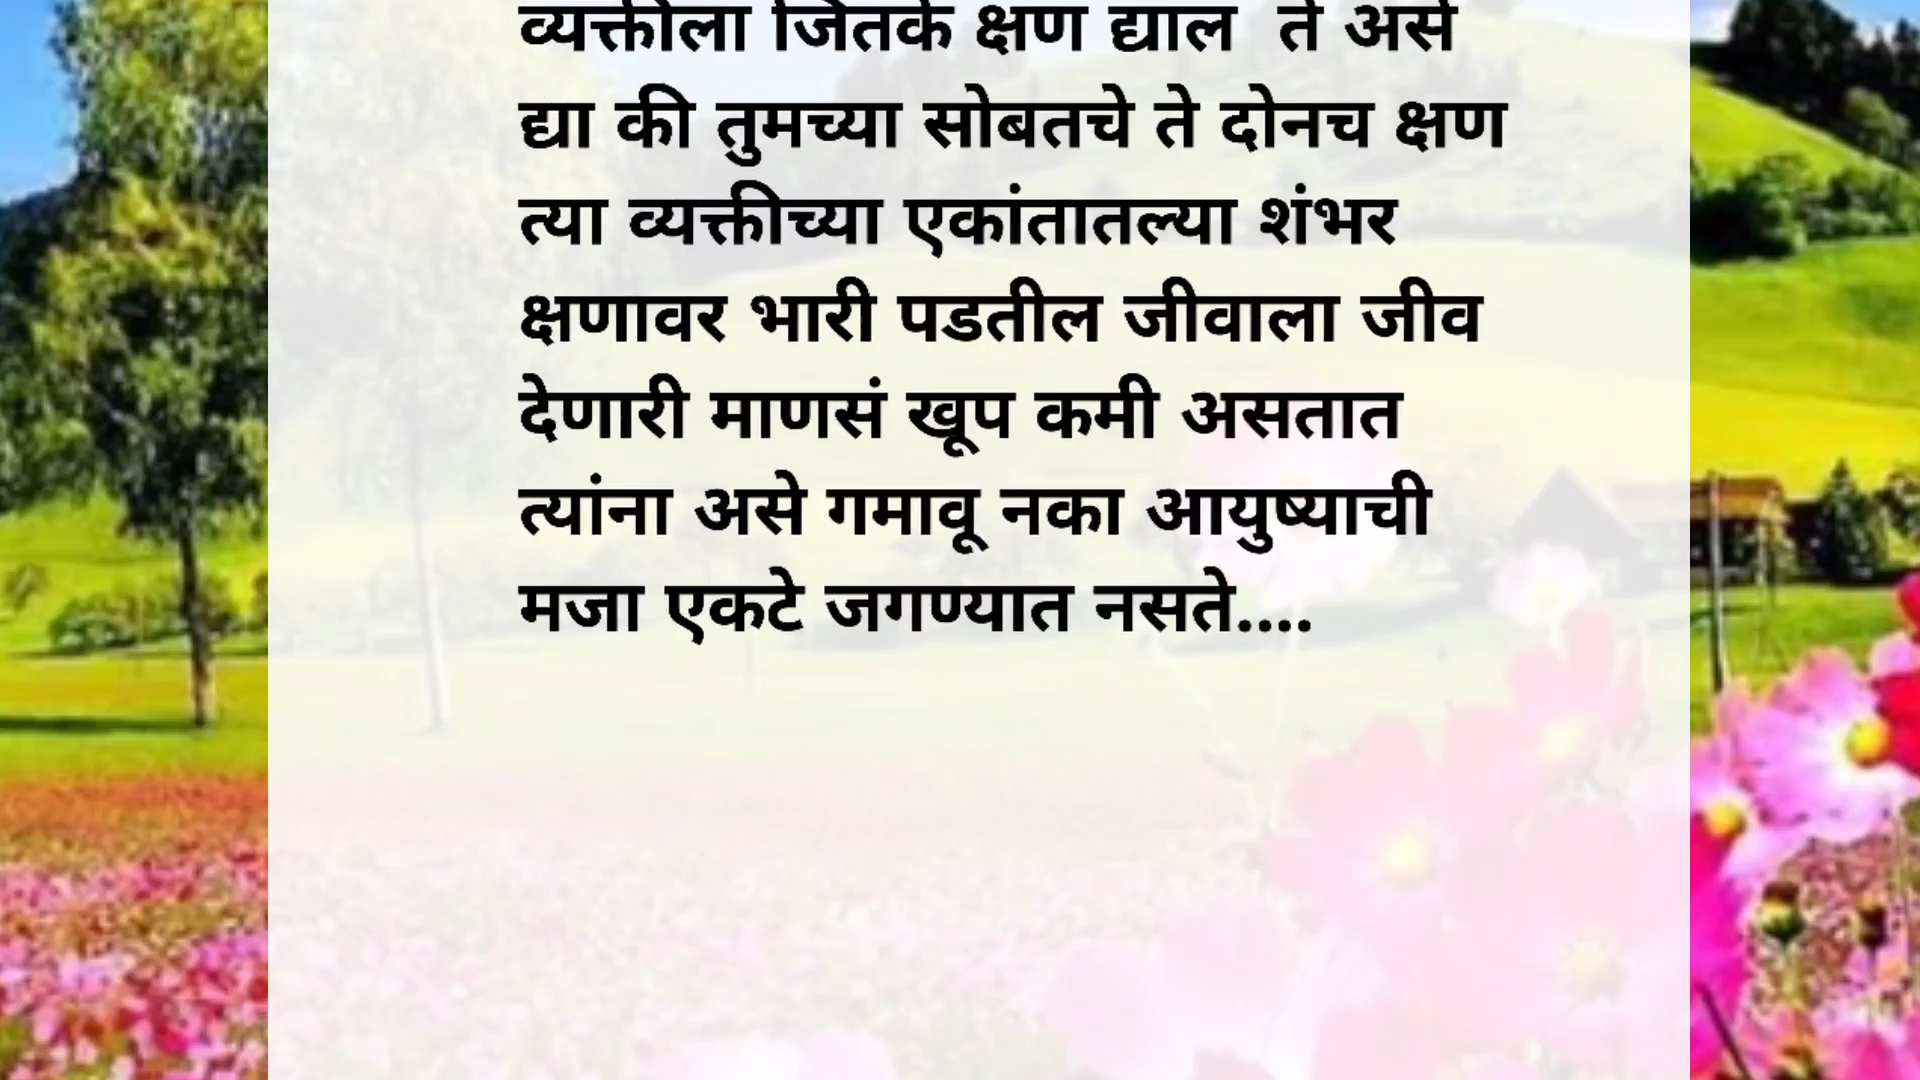 व्यक्तीला जितके क्षण द्याल ते असे
द्या की तुमच्या सोबतचे ते दोनच क्षण
त्या व्यक्तीच्या एकांतातल्या शंभर
क्षणावर भारी पडतील जीवाला जीव
देणारी माणसं खूप कमी असतात
त्यांना असे गमावू नका आयुष्याची
मजा एकटे जगण्यात नसते....